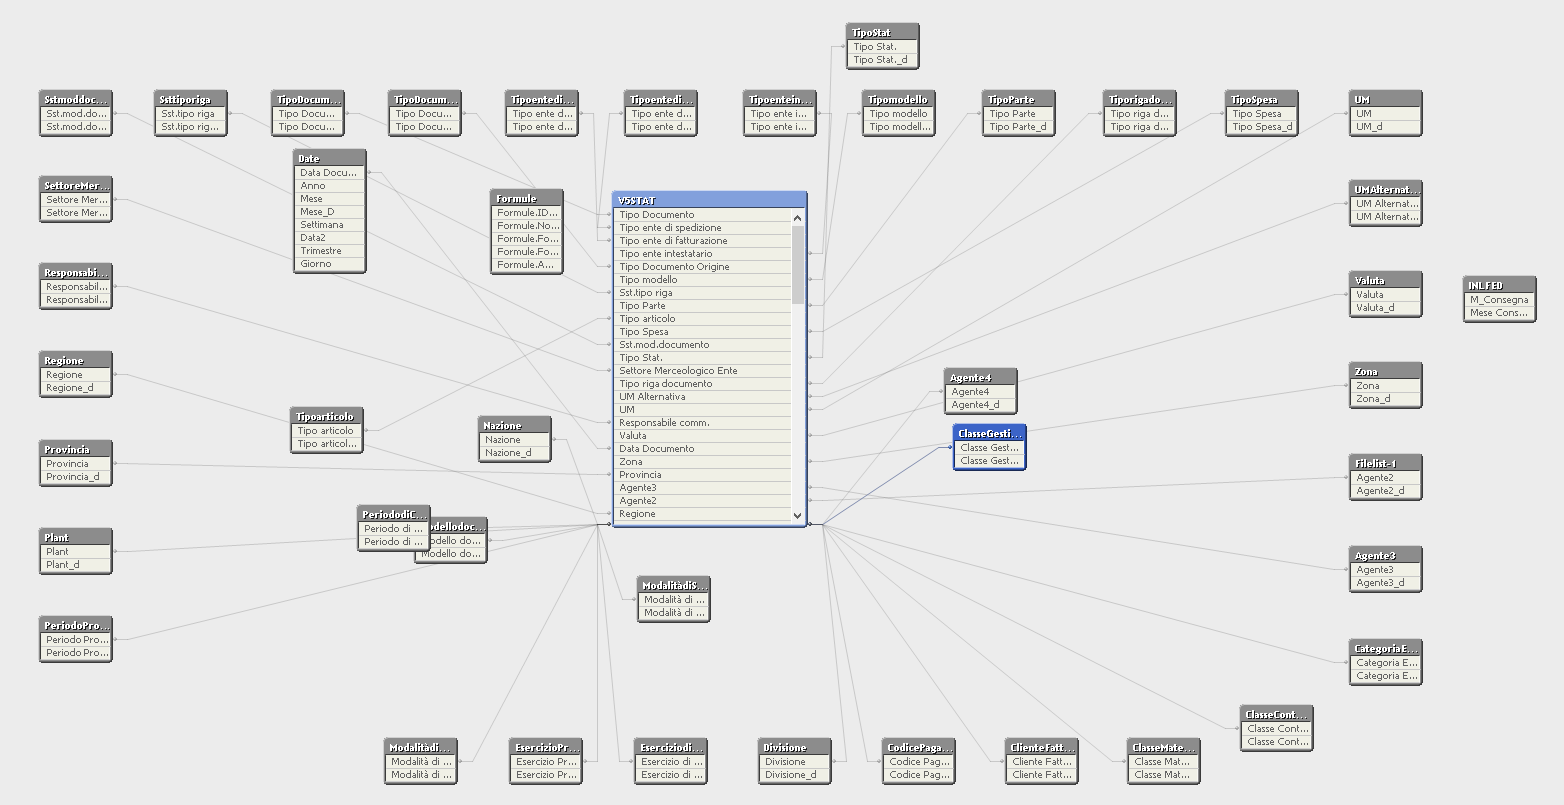 TipoStat
Tipo Stat.
Tipo Stat._d
Sstmoddoc...
Sst.mod.do...
Sst.mod.do...
Ssttiporiga
Sst.tipo riga
Sst.tipo rig...
TipoDocum...
Tipo Docu...
Tipo Docu...
TipoDocum...
Tipo Docu...
Tipo Docu...
Tipoentedi...
Tipo ente d...
Tipo ente d...
Tipoentedi...
Tipo ente d...
Tipo ente d...
Tipoentein...
Tipo ente i...
Tipo ente i...
Tipomodello
Tipo modello
Tipo modell...
TipoParte
Tipo Parte
Tipo Parte_d
Tiporigado...
Tipo riga d...
Tipo riga d...
TipoSpesa
Tipo Spesa
Tipo Spesa_d
UM
UM
UM_d
Date
Data Docu...
Anno
Mese
Mese_D
Settimana
Data2
Trimestre
Giorno
SettoreMer...
Settore Mer...
Settore Mer...
Formule
Formule.ID...
Formule.No...
Formule.Fo...
Formule.Fo...
Formule.A...
V5STAT
Tipo Documento
Tipo ente di spedizione
Tipo ente di fatturazione
Tipo ente intestatario
Tipo Documento Origine
Tipo modello
Sst.tipo riga
Tipo Parte
Tipo articolo
Tipo Spesa
Sst.mod.documento
Tipo Stat.
Settore Merceologico Ente
Tipo riga documento
UM Alternativa
UM
Responsabile comm.
Valuta
Data Documento
Zona
Provincia
Agente3
Agente2
Regione
UMAlternat...
UM Alternat...
UM Alternat...
Responsabi...
Responsabil...
Responsabil...
Valuta
Valuta
Valuta_d
INLFED
M_Consegna
Mese Cons...
Regione
Regione
Regione_d
Agente4
Agente4
Agente4_d
Zona
Zona
Zona_d
Tipoarticolo
Tipo articolo
Tipo articol...
Nazione
Nazione
Nazione_d
ClasseGesti...
Classe Gest...
Classe Gest...
Provincia
Provincia
Provincia_d
Filelist-1
Agente2
Agente2_d
PeriododiC...
Periodo di ...
Periodo di ...
odellodoc...
Modello do...
Modello do...
Plant
Plant
Plant_d
Agente3
Agente3
Agente3_d
ModalitàdiS...
Modalità di ...
Modalità di ...
PeriodoPro...
Periodo Pro...
Periodo Pro...
CategoriaE...
Categoria E...
Categoria E...
ClasseCont...
Classe Cont...
Classe Cont...
Modalitàdi...
Modalità di ...
Modalità di ...
EsercizioPr...
Esercizio Pr...
Esercizio Pr...
Eserciziodi...
Esercizio di ...
Esercizio di ...
Divisione
Divisione
Divisione_d
CodicePaga...
Codice Pag...
Codice Pag...
ClienteFatt...
Cliente Fatt...
Cliente Fatt...
ClasseMate...
Classe Mat...
Classe Mat...